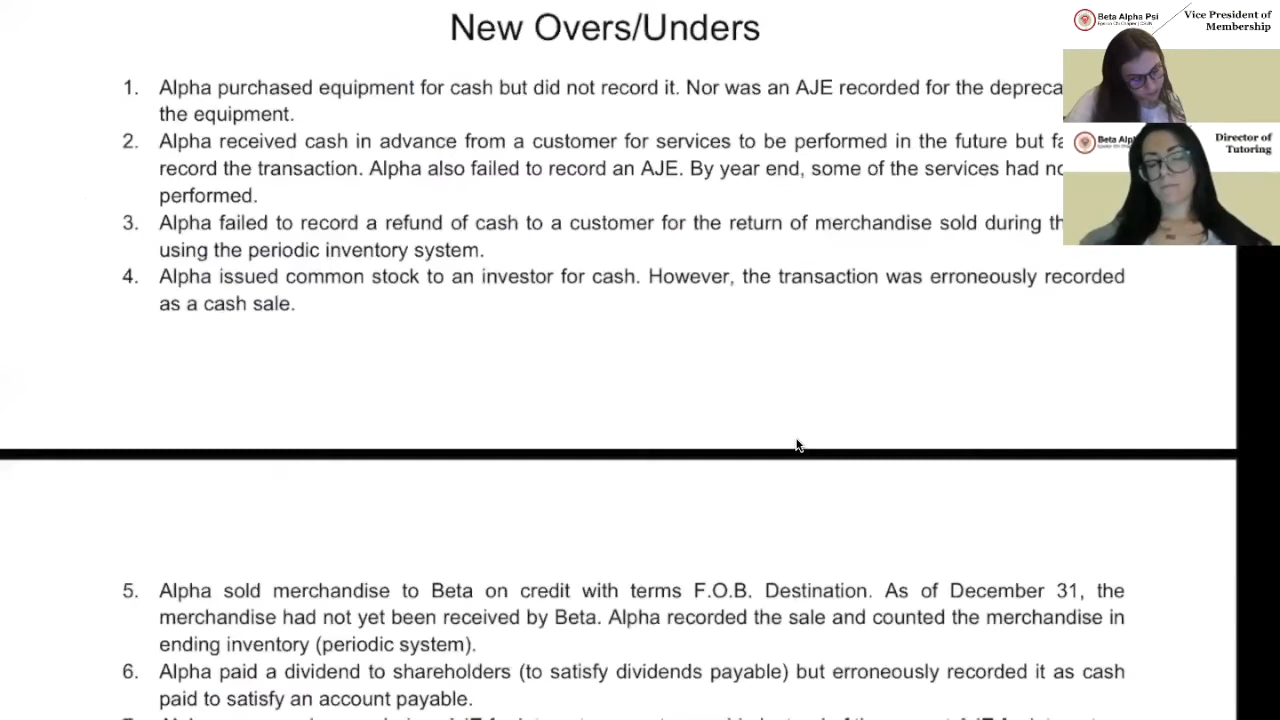 New Overs/Unders
1. Alpha purchased equipment for cash but did not record it. Nor was an AJE recorded for the
the equipment.
2. Alpha received cash in advance from a customer for services to be performed in the future but
record the transaction. Alpha also failed to record an AJE. By year end, some of the services had
performed.
3. Alpha failed to record a refund of cash to a customer for the return of merchandise sold during
using the periodic inventory system.
4. Alpha issued common stock to an investor for cash. However, the transaction was erroneously recorded
as a cash sale.
5. Alpha sold merchandise to Beta on credit with terms F.O.B. Destination. As of December 31, the
merchandise had not yet been received by Beta. Alpha recorded the sale and counted the merchandise in
ending inventory (periodic system).
6. Alpha paid a dividend to shareholders (to satisfy dividends payable) but erroneously recorded it as cash
paid to satisfy an account payable.
Beta Alpha Psi
Vice President of
Membership
Beta
Director of
Tutoring